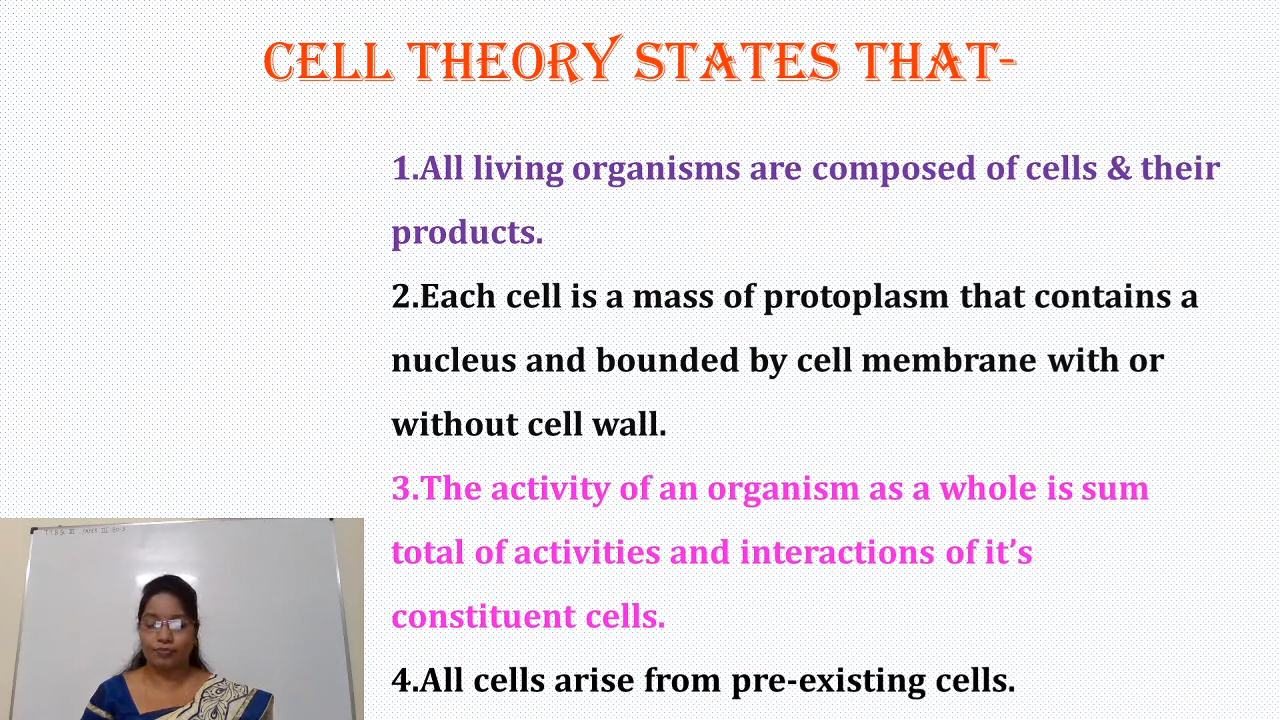 CELL THEORY STATES THAT-
1.All living organisms are composed of cells & their
products.
2.Each cell is a mass of protoplasm that contains a
nucleus and bounded by cell membrane with or
without cell wall.
3.The activity of an organism as a whole is sum
total of activities and interactions of it’s
constituent cells.
4.All cells arise from pre-existing cells.